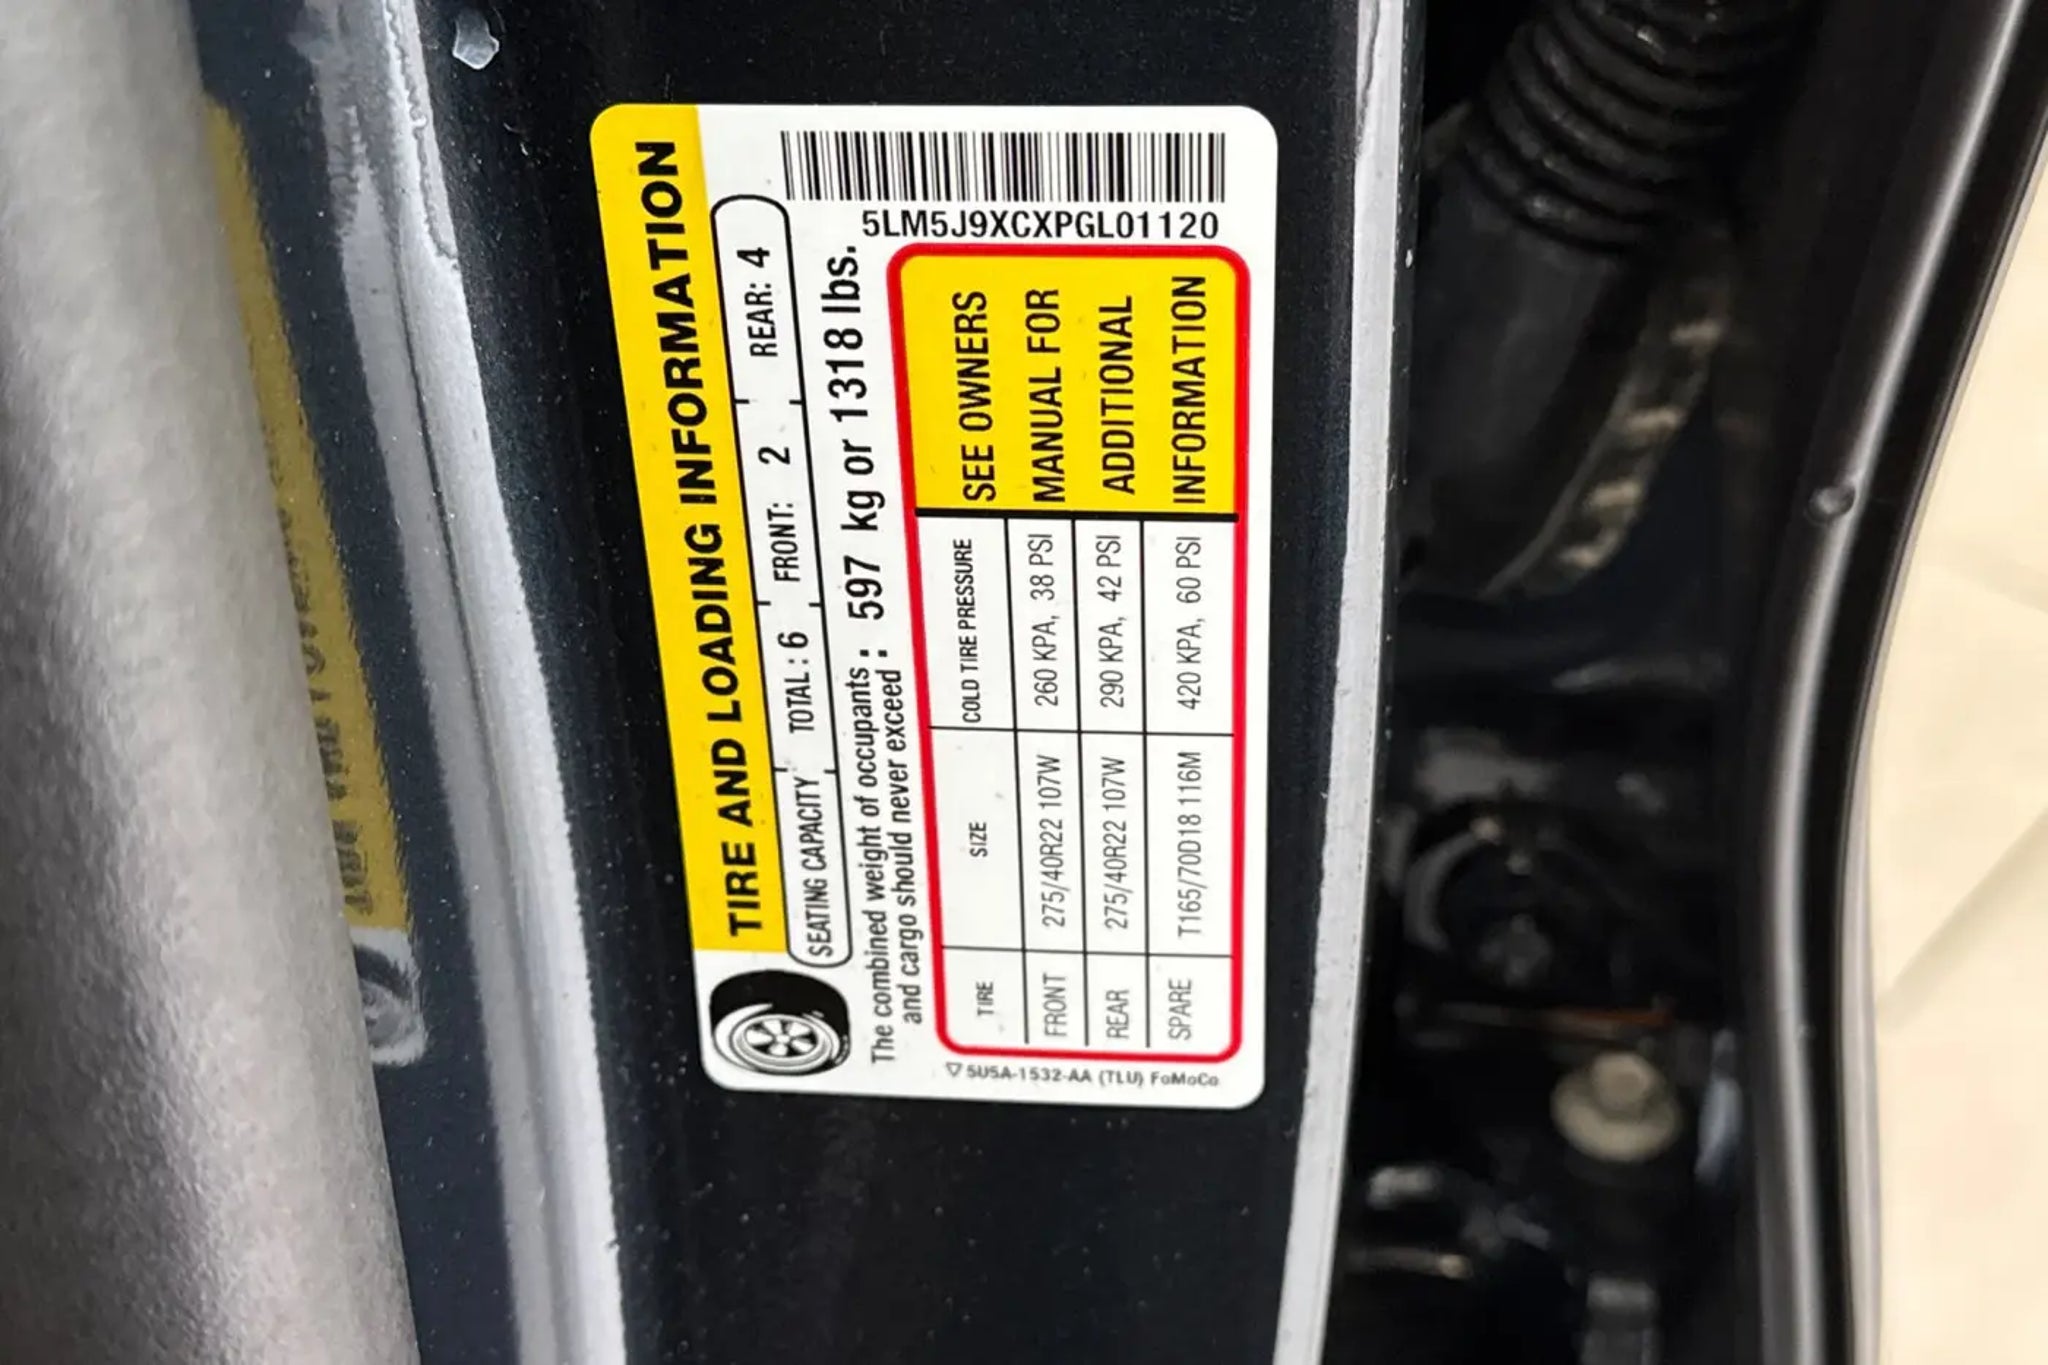 5LM5J9XCXPGL01120
TIRE AND LOADING INFORMATION
SEATING CAPACITY TOTAL: 6 FRONT: 2 REAR: 4
The combined weight of occupants
and cargo should never exceed : 597 kg or 1318 lbs.
TIRE SIZE COLD TIRE PRESSURE
FRONT 275/40R22 107W 260 KPA, 38 PSI
REAR 275/40R22 107W 290 KPA, 42 PSI
SPARE T165/70D18 116M 420 KPA, 60 PSI
SEE OWNERS
MANUAL FOR
ADDITIONAL
INFORMATION
5U5A-1532-AA (TLU) FoMoCo